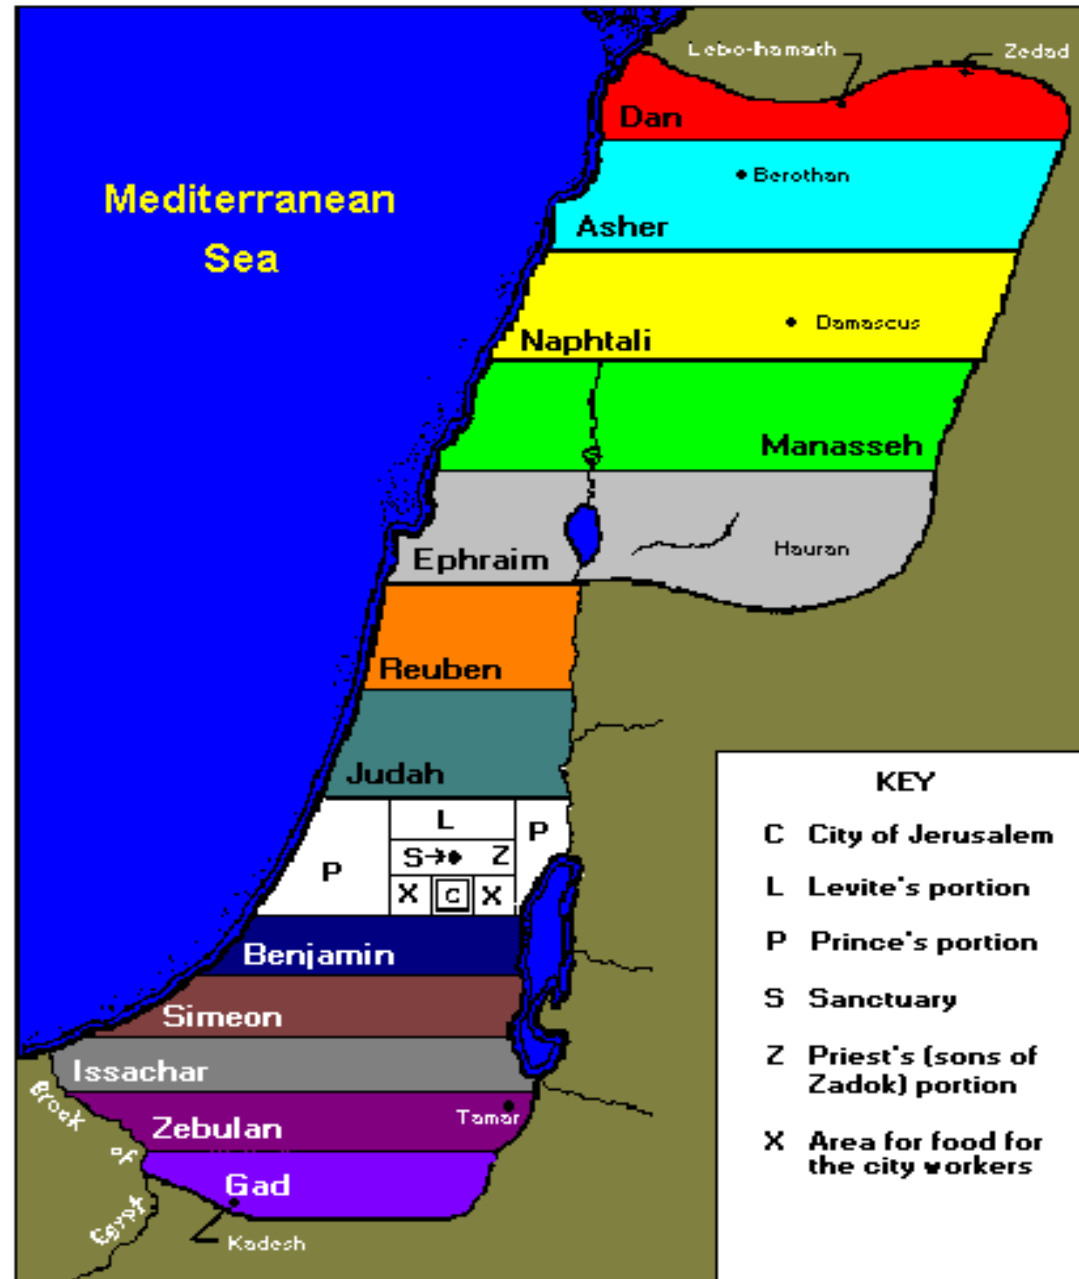 Lebo-hamath
Zedad
Dan
Mediterranean
Sea
Berothan
Asher
Damascus
Naphtali
Manasseh
Hauran
Ephraim
Reuben
Judah
L
P
P
S
Z
X
C
X
Benjamin
Simeon
Issachar
Tamar
Zebulan
Gad
Kadesh
Brook
of
Egypt
KEY
C City of Jerusalem
L Levite's portion
P Prince's portion
S Sanctuary
Z Priest's (sons of
Zadok) portion
X Area for food for
the city workers